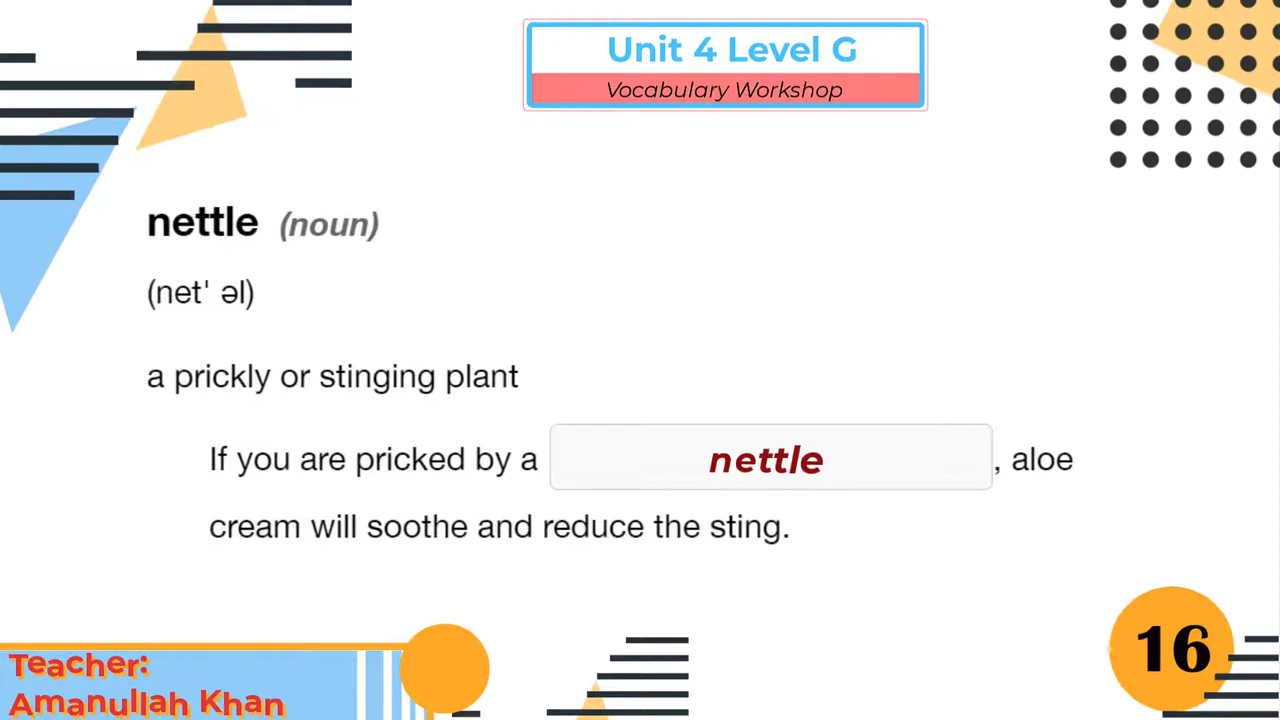 Unit 4 Level G
Vocabulary Workshop
nettle (noun)
(net' əl)
a prickly or stinging plant
If you are pricked by a nettle, aloe
cream will soothe and reduce the sting.
Teacher:
Amanullah Khan
16